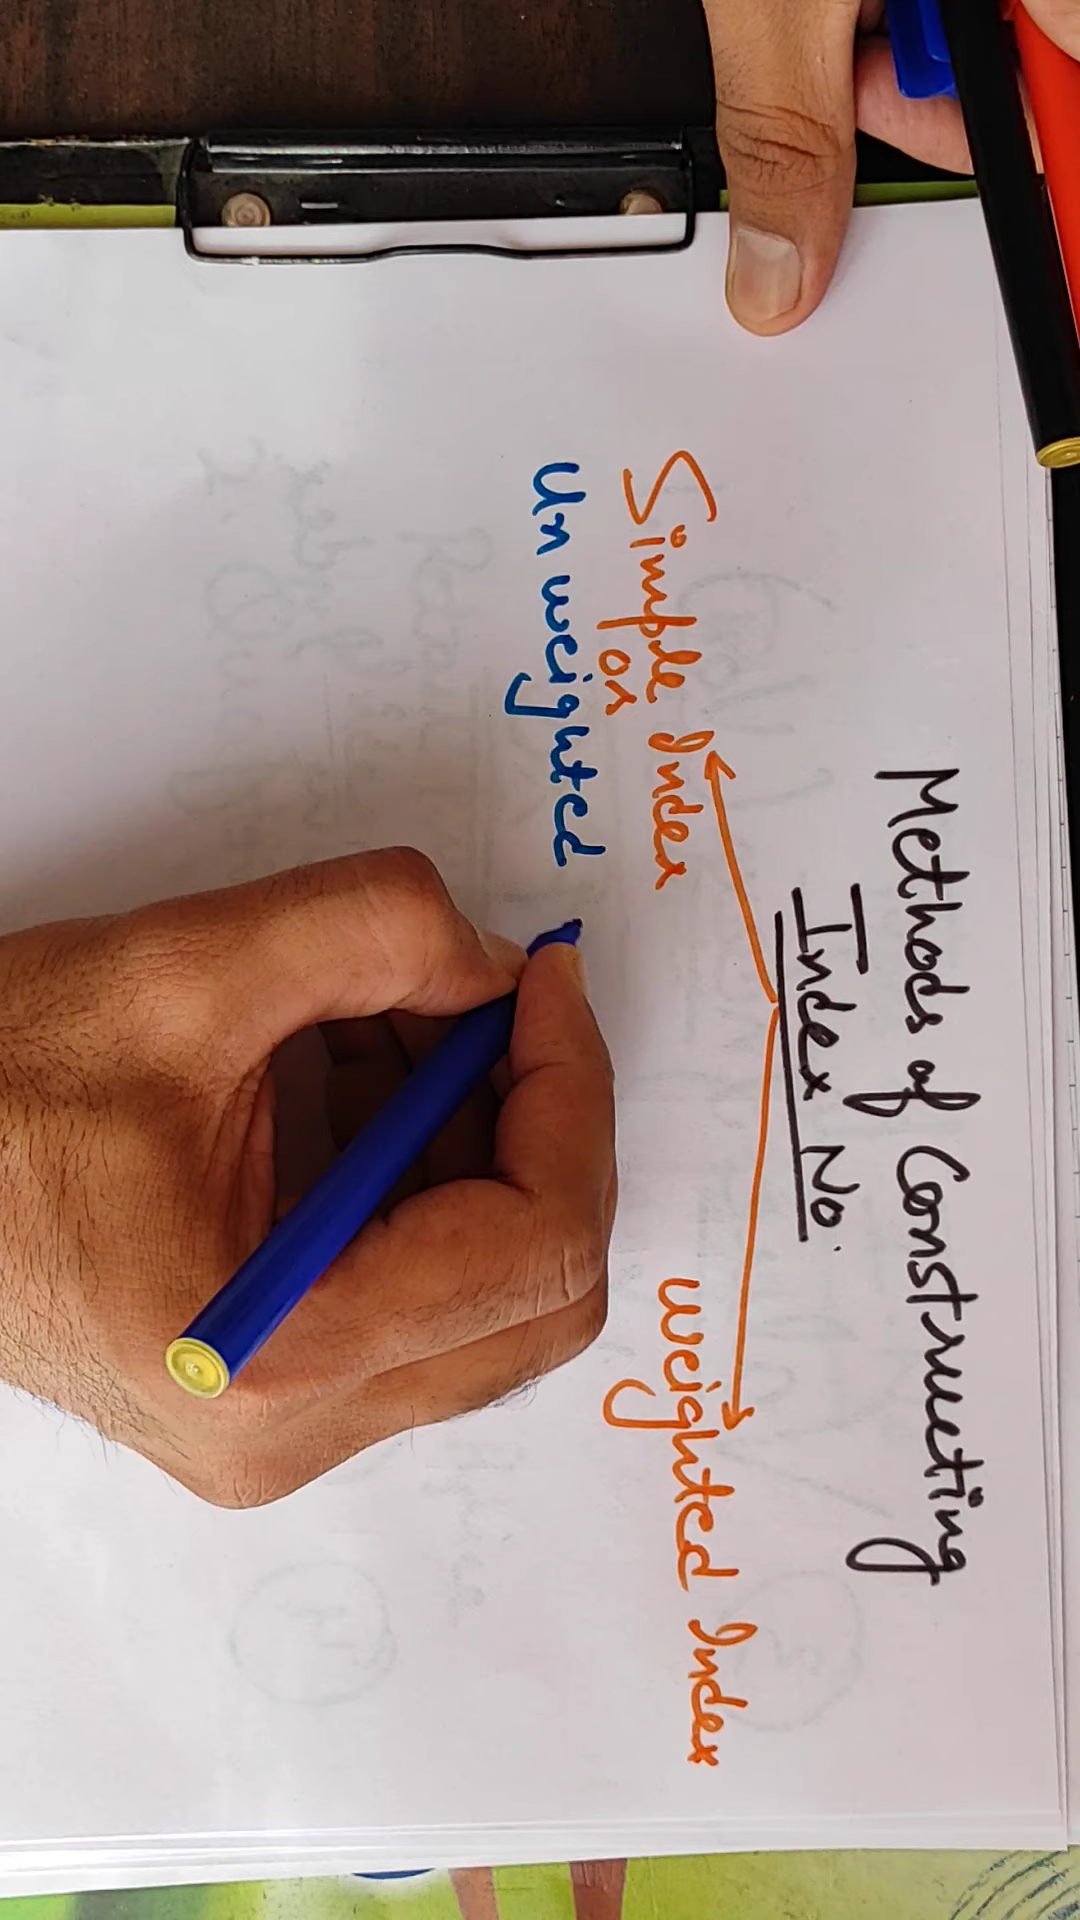 Methods of Constructing
Index No.
Simple Index
or
Un weighted
Weighted Index